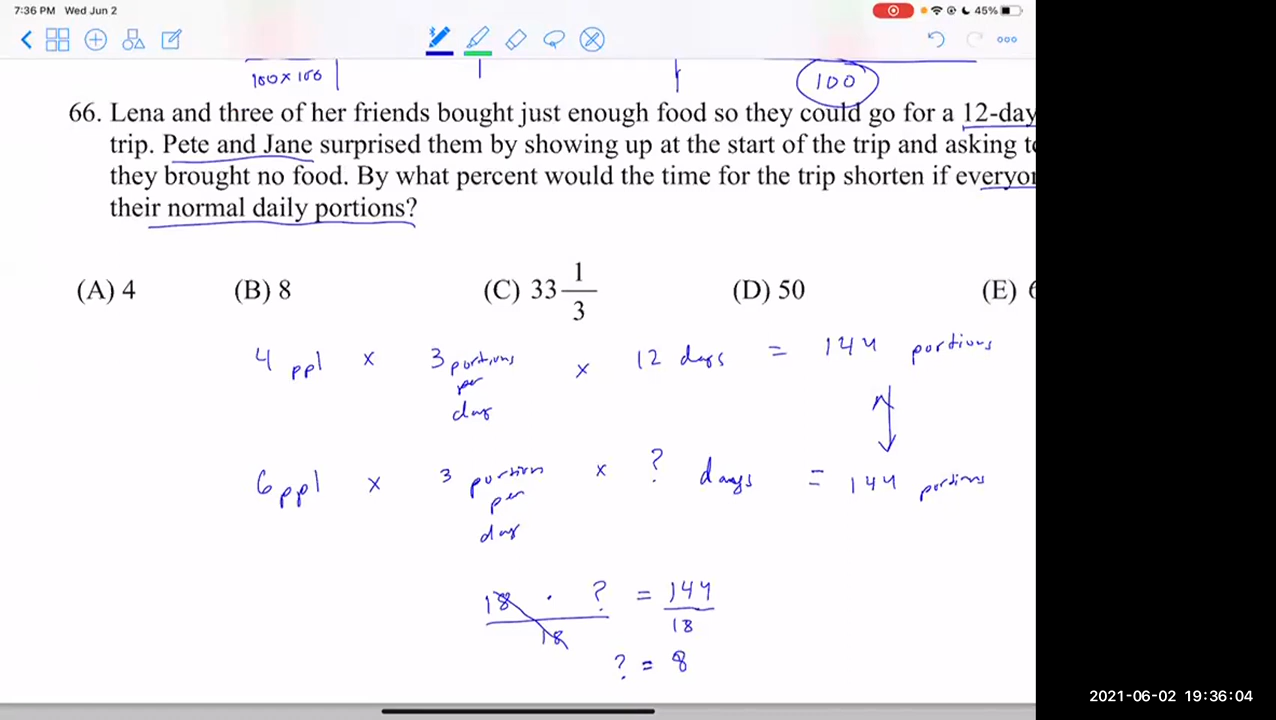 7:36 PM Wed Jun 2 45%
100 x 100 100
66. Lena and three of her friends bought just enough food so they could go for a 12-day
trip. Pete and Jane surprised them by showing up at the start of the trip and asking to
they brought no food. By what percent would the time for the trip shorten if everyon
their normal daily portions?
(A) 4 (B) 8 (C) 33 1/3 (D) 50 (E) 6
4 ppl x 3 portions per day x 12 days = 144 portions
6 ppl x 3 portion per day x ? days = 144 portions
18 · ? = 144
18 18
? = 8
2021-06-02 19:36:04